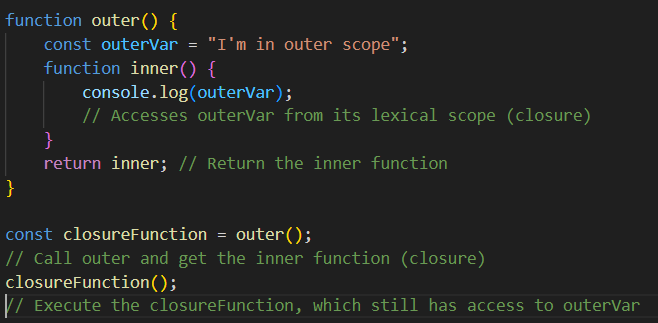 function outer() {
    const outerVar = "I'm in outer scope";
    function inner() {
        console.log(outerVar);
        // Accesses outerVar from its lexical scope (closure)
    }
    return inner; // Return the inner function
}
const closureFunction = outer();
// Call outer and get the inner function (closure)
closureFunction();
// Execute the closureFunction, which still has access to outerVar